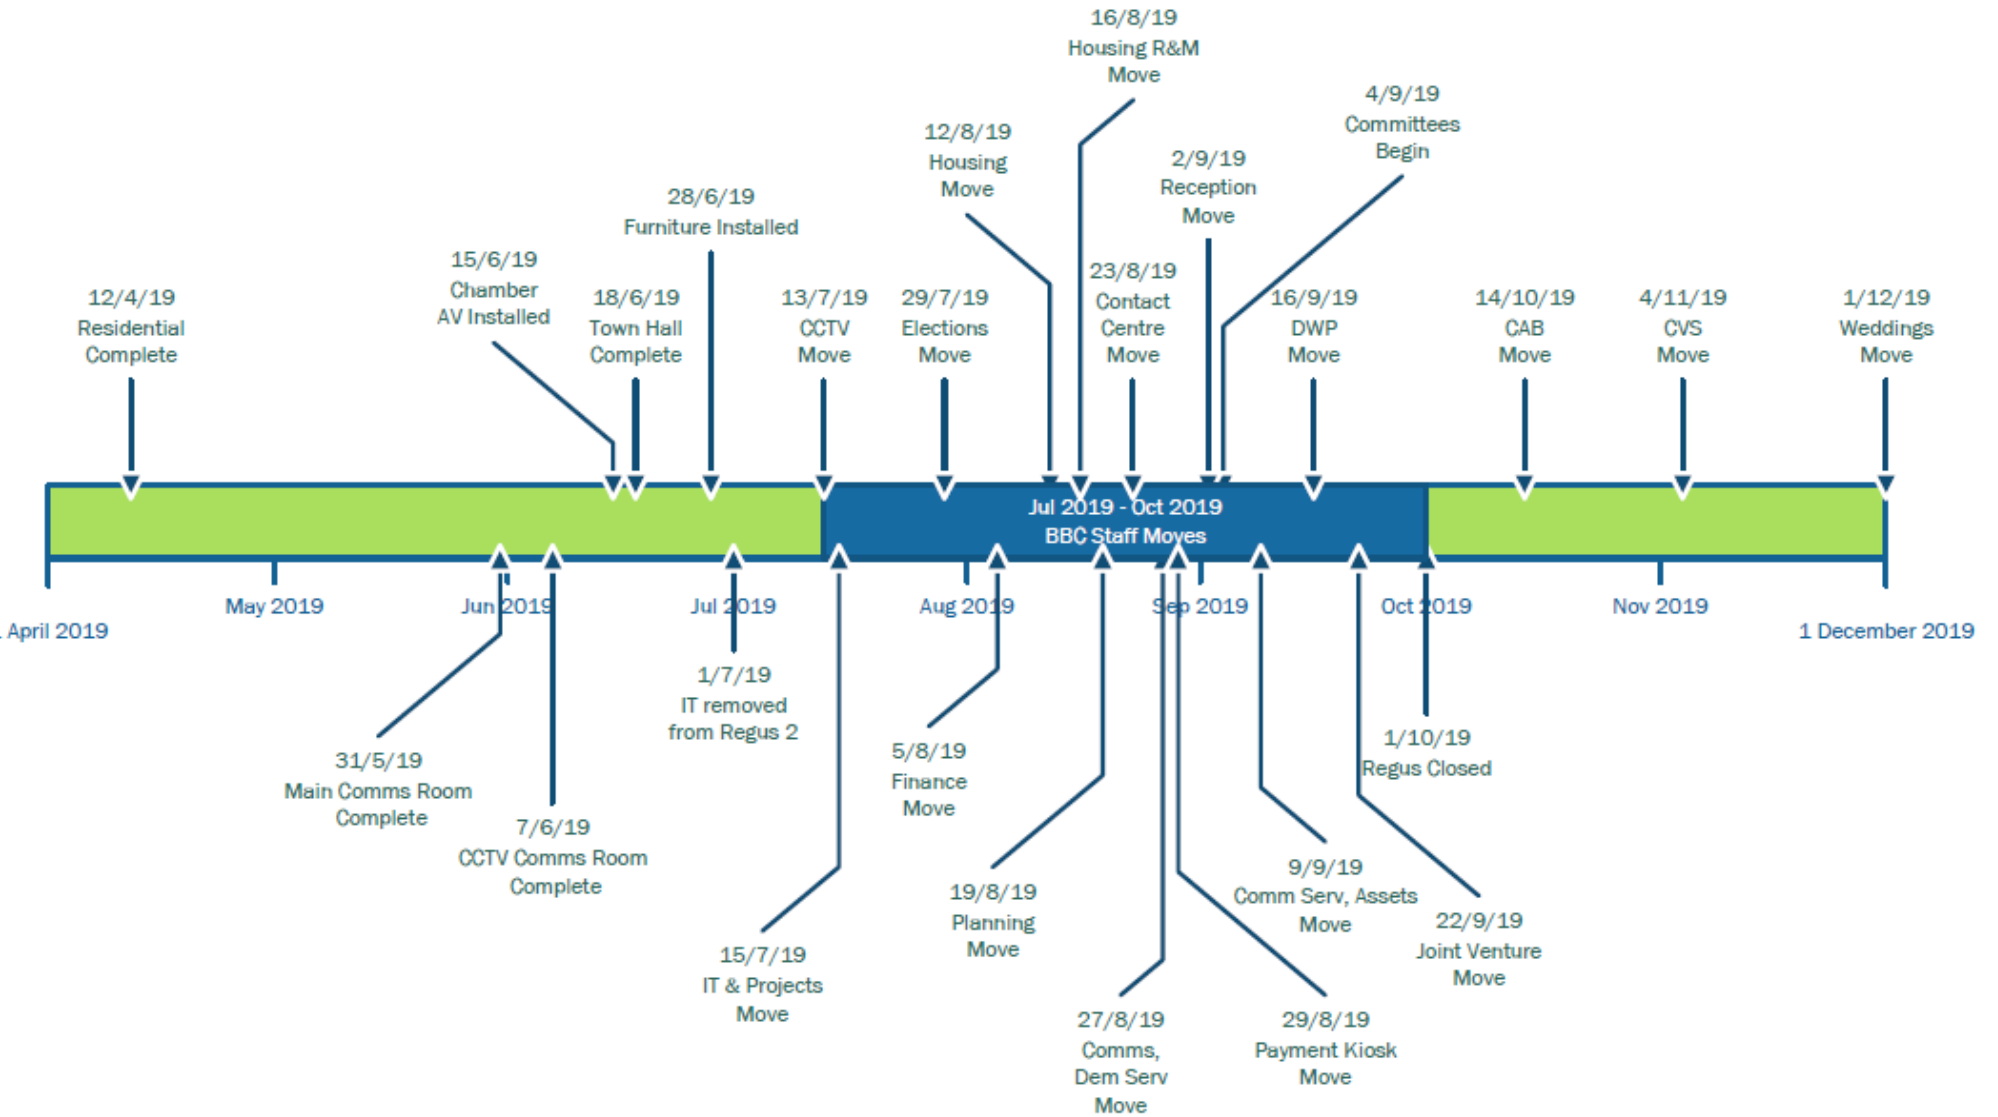 16/8/19
Housing R&M
Move
4/9/19
Committees
Begin
12/8/19
Housing
Move
2/9/19
Reception
Move
28/6/19
Furniture Installed
15/6/19
Chamber
AV Installed
23/8/19
Contact
Centre
Move
12/4/19
Residential
Complete
18/6/19
Town Hall
Complete
13/7/19
CCTV
Move
29/7/19
Elections
Move
16/9/19
DWP
Move
14/10/19
CAB
Move
4/11/19
CVS
Move
1/12/19
Weddings
Move
Jul 2019 - Oct 2019
BBC Staff Moves
May 2019
Jun 2019
Jul 2019
Aug 2019
Sep 2019
Oct 2019
Nov 2019
April 2019
1 December 2019
31/5/19
Main Comms Room
Complete
7/6/19
CCTV Comms Room
Complete
1/7/19
IT removed
from Regus 2
15/7/19
IT & Projects
Move
5/8/19
Finance
Move
19/8/19
Planning
Move
27/8/19
Comms,
Dem Serv
Move
29/8/19
Payment Kiosk
Move
9/9/19
Comm Serv, Assets
Move
22/9/19
Joint Venture
Move
1/10/19
Regus Closed